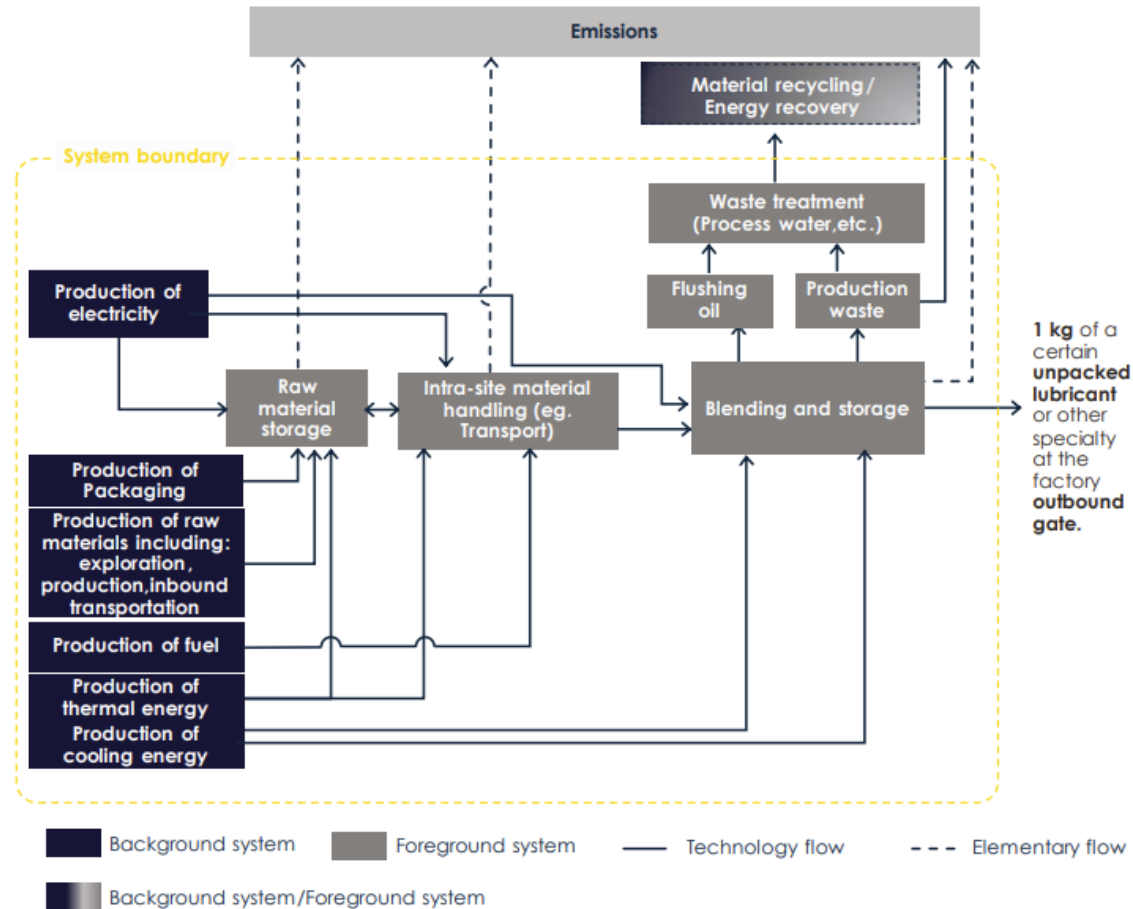 Emissions
Material recycling/
Energy recovery
System boundary
Waste treatment
(Process water,etc.)
Production of
electricity
Flushing
oil
Production
waste
1 kg of a
certain
unpacked
lubricant
or other
specialty
at the
factory
outbound
gate.
Raw
material
storage
Intra-site material
handling (eg.
Transport)
Blending and storage
Production of
Packaging
Production of raw
materials including:
exploration,
production,inbound
transportation
Production of fuel
Production of
thermal energy
Production of
cooling energy
Background system
Foreground system
Technology flow
Elementary flow
Background system/Foreground system